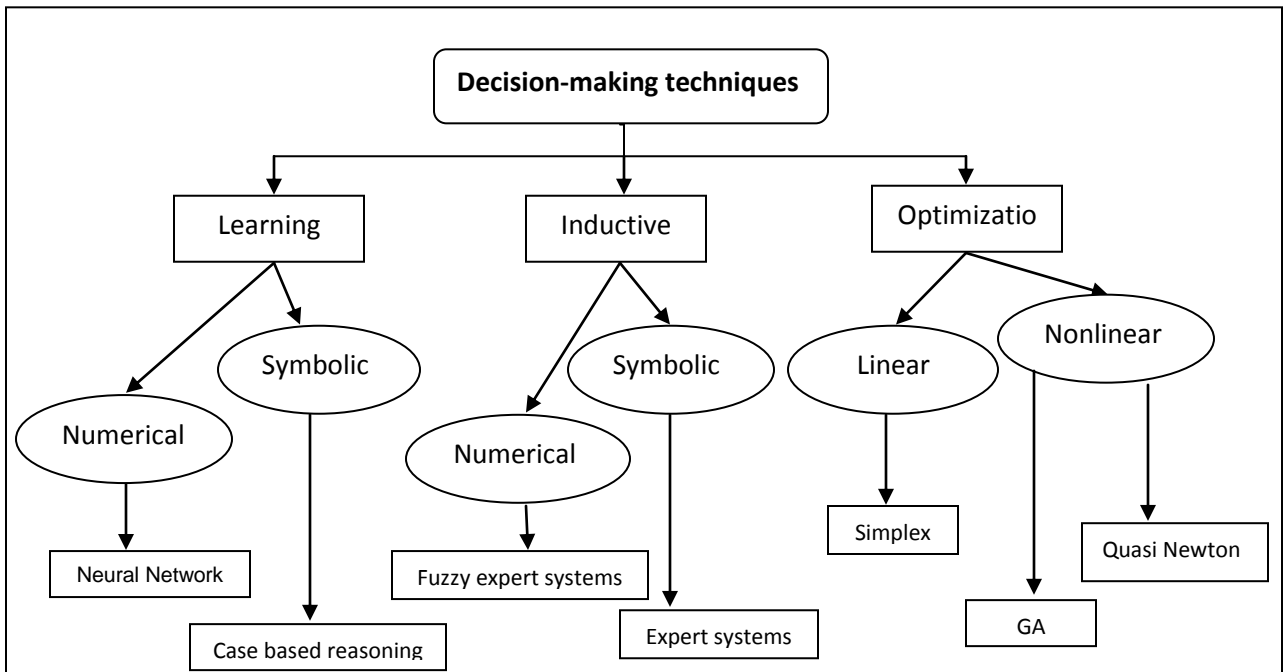 Decision-making techniques
Learning
Inductive
Optimizatio
Numerical
Symbolic
Numerical
Symbolic
Linear
Nonlinear
Neural Network
Case based reasoning
Fuzzy expert systems
Expert systems
Simplex
GA
Quasi Newton